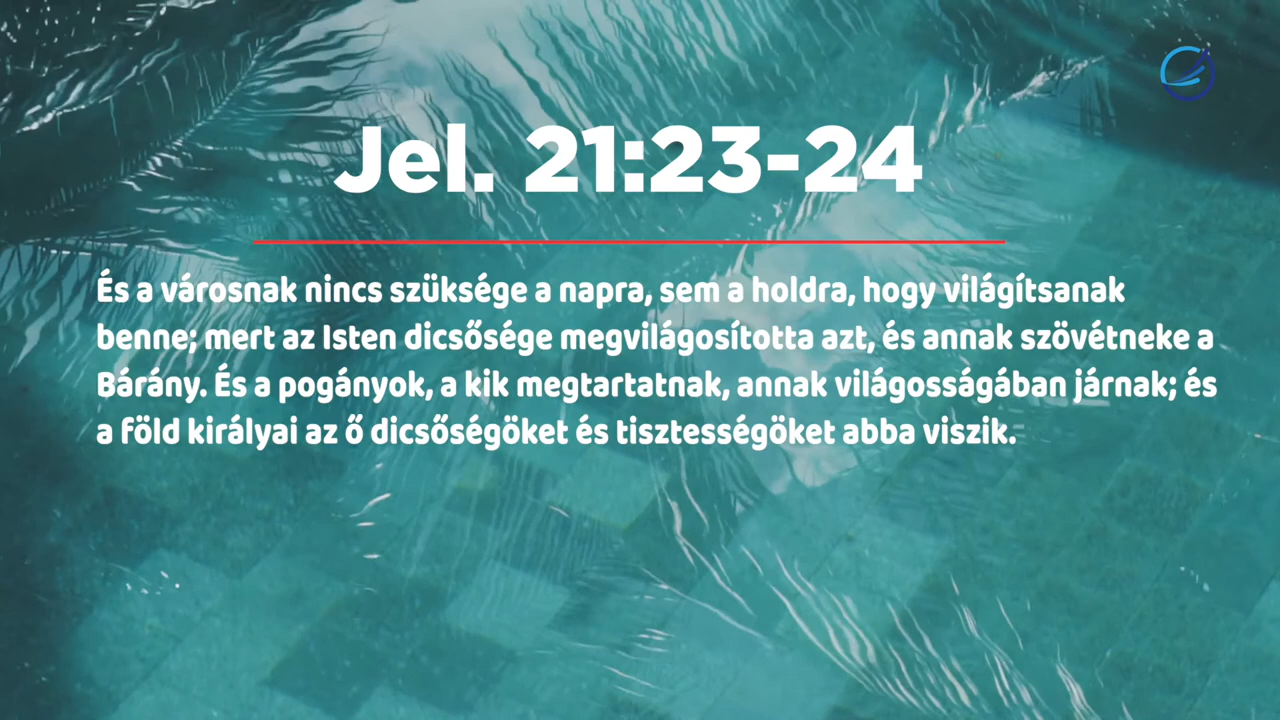 Jel. 21:23-24
És a városnak nincs szüksége a napra, sem a holdra, hogy világítsanak
benne; mert az Isten dicsősége megvilágosította azt, és annak szövétneke a
Bárány. És a pogányok, a kik megtartatnak, annak világosságában járnak; és
a föld királyai az ő dicsőségöket és tisztességöket abba viszik.